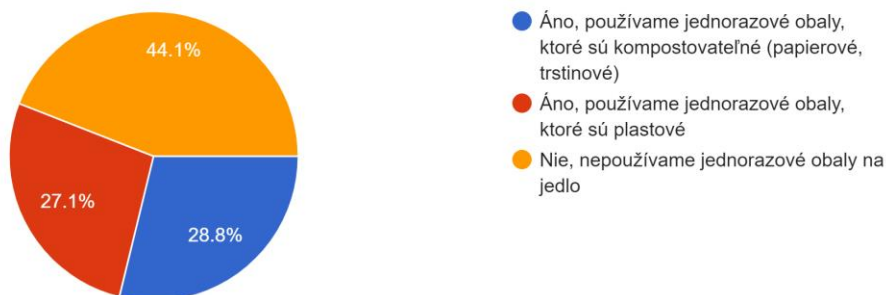 44.1%
27.1%
28.8%
Áno, používame jednorazové obaly,
ktoré sú kompostovateľné (papierové,
trstinové)
Áno, používame jednorazové obaly,
ktoré sú plastové
Nie, nepoužívame jednorazové obaly na
jedlo